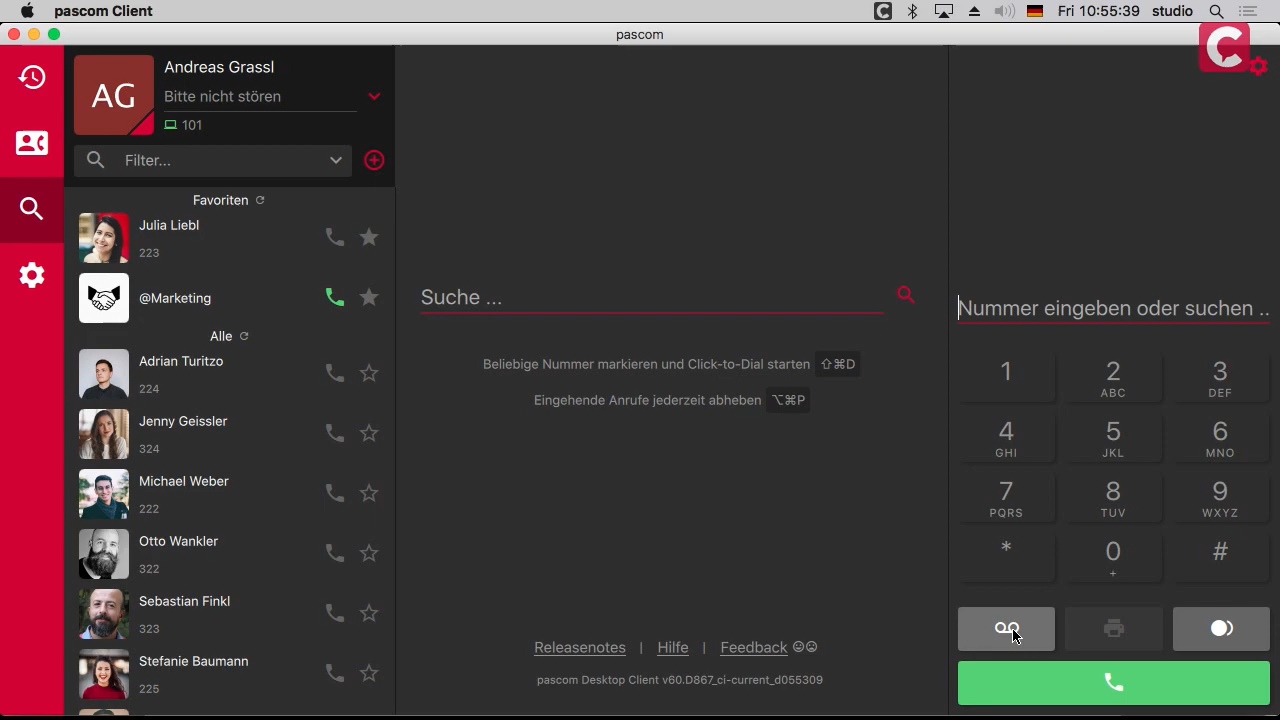 pascom Client
Fri 10:55:39 studio
pascom
AG
Andreas Grassl
Bitte nicht stören
101
Filter...
Favoriten
Julia Liebl
223
@Marketing
Alle
Adrian Turitzo
224
Jenny Geissler
324
Michael Weber
222
Otto Wankler
322
Sebastian Finkl
323
Stefanie Baumann
225
Suche ...
Beliebige Nummer markieren und Click-to-Dial starten ⇧⌘D
Eingehende Anrufe jederzeit abheben ⌥⌘P
Releasenotes | Hilfe | Feedback
pascom Desktop Client v60.D867_ci-current_d055309
Nummer eingeben oder suchen ..
1 2 3
ABC DEF
4 5 6
GHI JKL MNO
7 8 9
PQRS TUV WXYZ
* 0 #
+